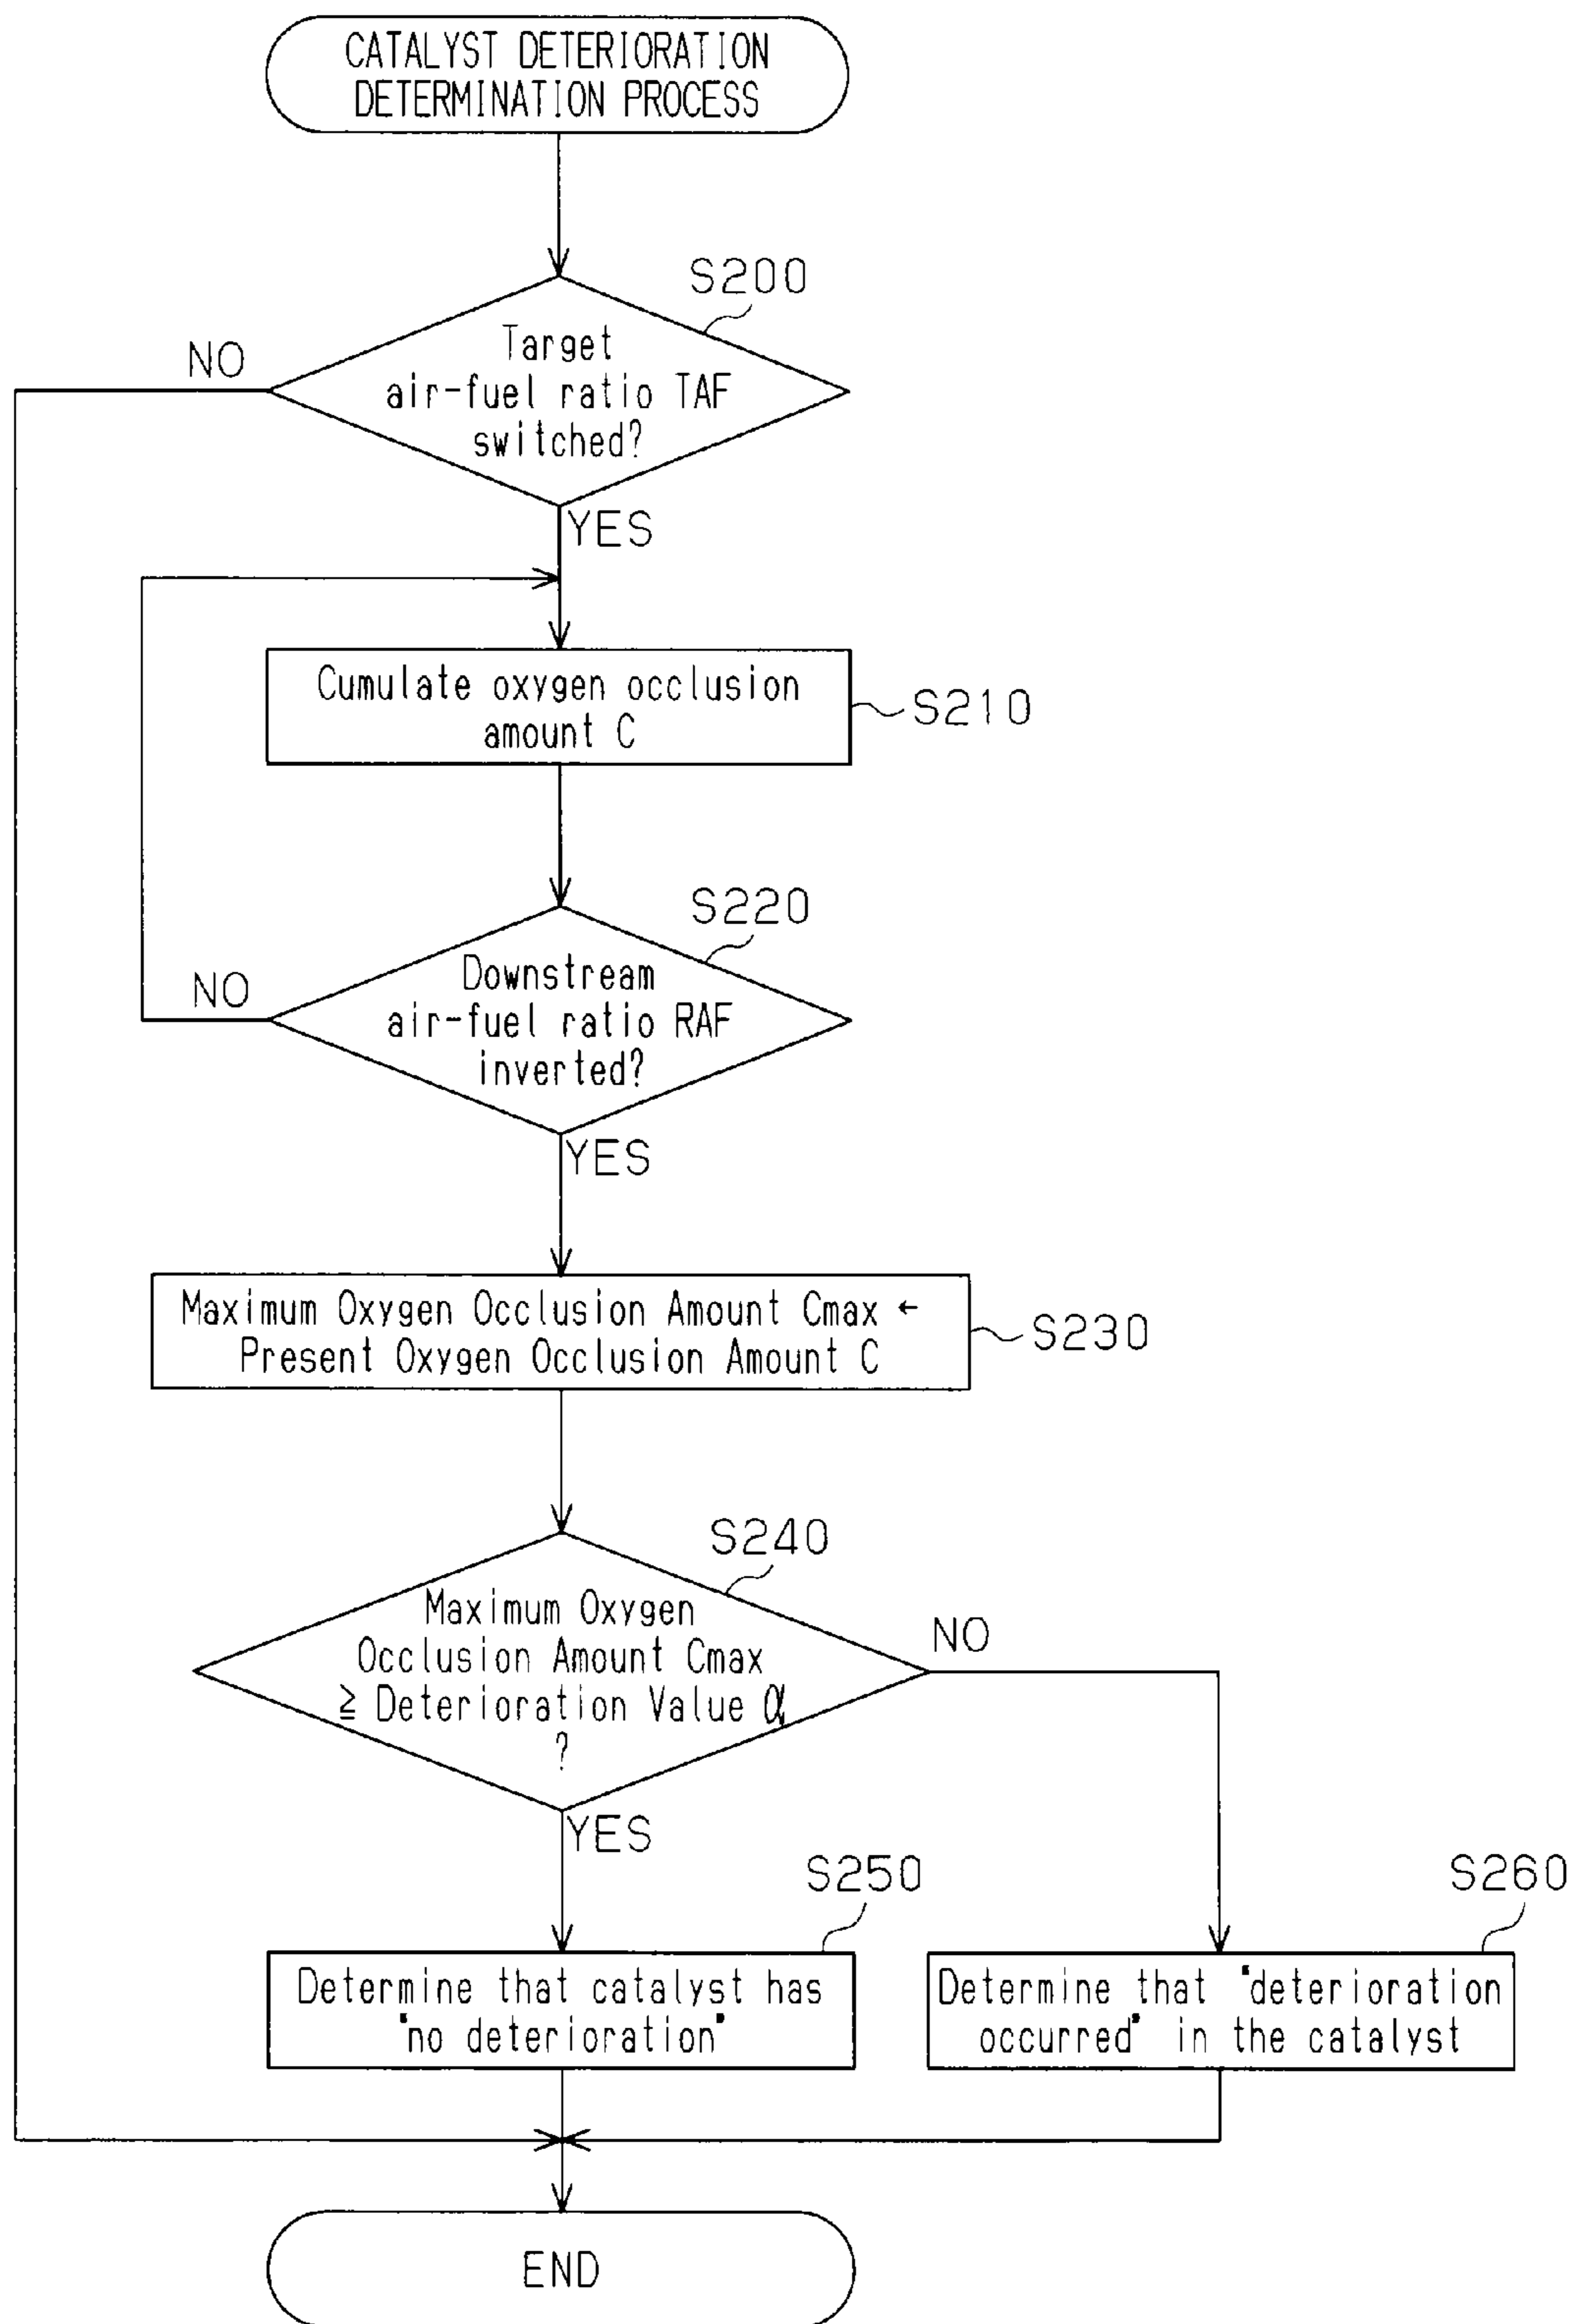 CATALYST DETERIORATION
DETERMINATION PROCESS
S200
NO
Target
air-fuel ratio TAF
switched?
YES
Cumulate oxygen occlusion
amount C
S210
S220
NO
Downstream
air-fuel ratio RAF
inverted?
YES
Maximum Oxygen Occlusion Amount Cmax ←
Present Oxygen Occlusion Amount C
S230
S240
Maximum Oxygen
Occlusion Amount Cmax
≧ Deterioration Value α
?
NO
YES
S250
S260
Determine that catalyst has
"no deterioration"
Determine that "deterioration
occurred" in the catalyst
END